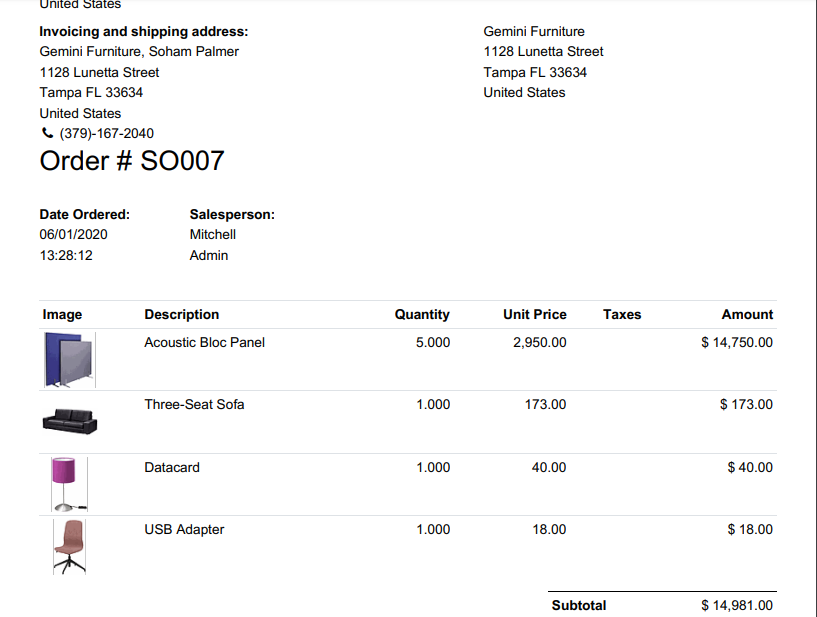 United States
Invoicing and shipping address:
Gemini Furniture, Soham Palmer
1128 Lunetta Street
Tampa FL 33634
United States
(379)-167-2040
Gemini Furniture
1128 Lunetta Street
Tampa FL 33634
United States
Order # SO007
Date Ordered: Salesperson:
06/01/2020 Mitchell
13:28:12 Admin
Image Description Quantity Unit Price Taxes Amount
Acoustic Bloc Panel 5.000 2,950.00 $ 14,750.00
Three-Seat Sofa 1.000 173.00 $ 173.00
Datacard 1.000 40.00 $ 40.00
USB Adapter 1.000 18.00 $ 18.00
Subtotal $ 14,981.00